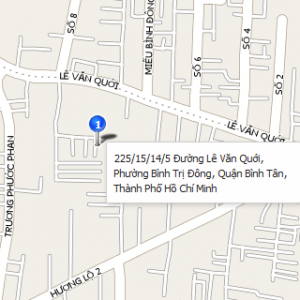 SỐ 8
MIẾU BÌNH ĐÔNG
SỐ 6
SỐ 4
SỐ 2
LÊ VĂN QUỚI
1
LÊ VĂN QUỚI
225/15/14/5 Đường Lê Văn Quới,
Phường Bình Trị Đông, Quận Bình Tân,
Thành Phố Hồ Chí Minh
TRƯƠNG PHƯỚC PHAN
HƯƠNG LỘ 2